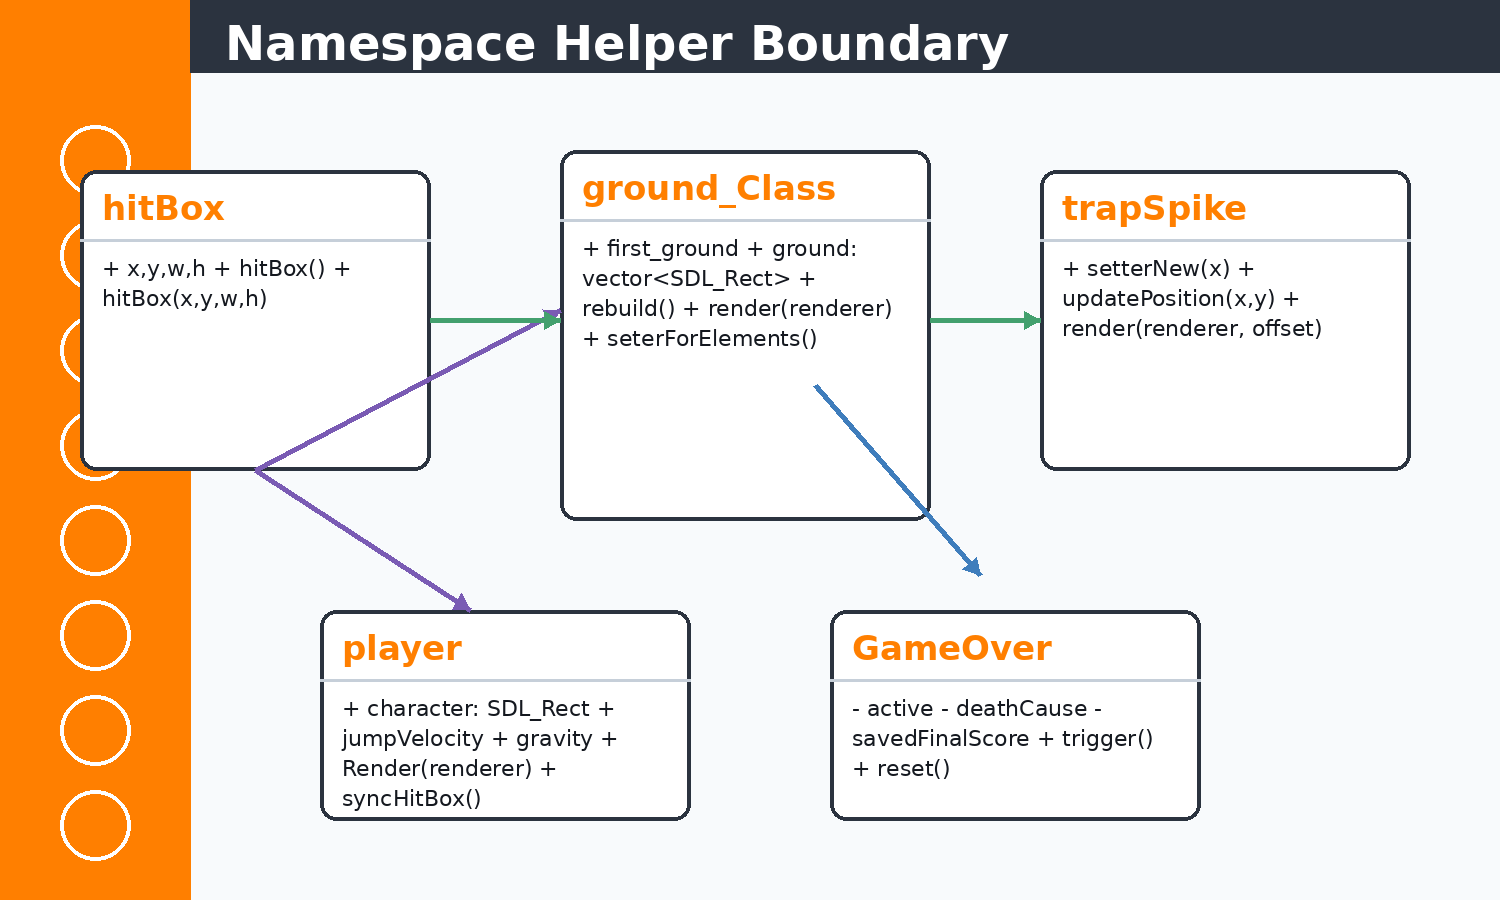 Namespace Helper Boundary
hitBox
+ x,y,w,h + hitBox() +
hitBox(x,y,w,h)
ground_Class
+ first_ground + ground:
vector<SDL_Rect> +
rebuild() + render(renderer)
+ seterForElements()
trapSpike
+ setterNew(x) +
updatePosition(x,y) +
render(renderer, offset)
player
+ character: SDL_Rect +
jumpVelocity + gravity +
Render(renderer) +
syncHitBox()
GameOver
- active - deathCause -
savedFinalScore + trigger()
+ reset()